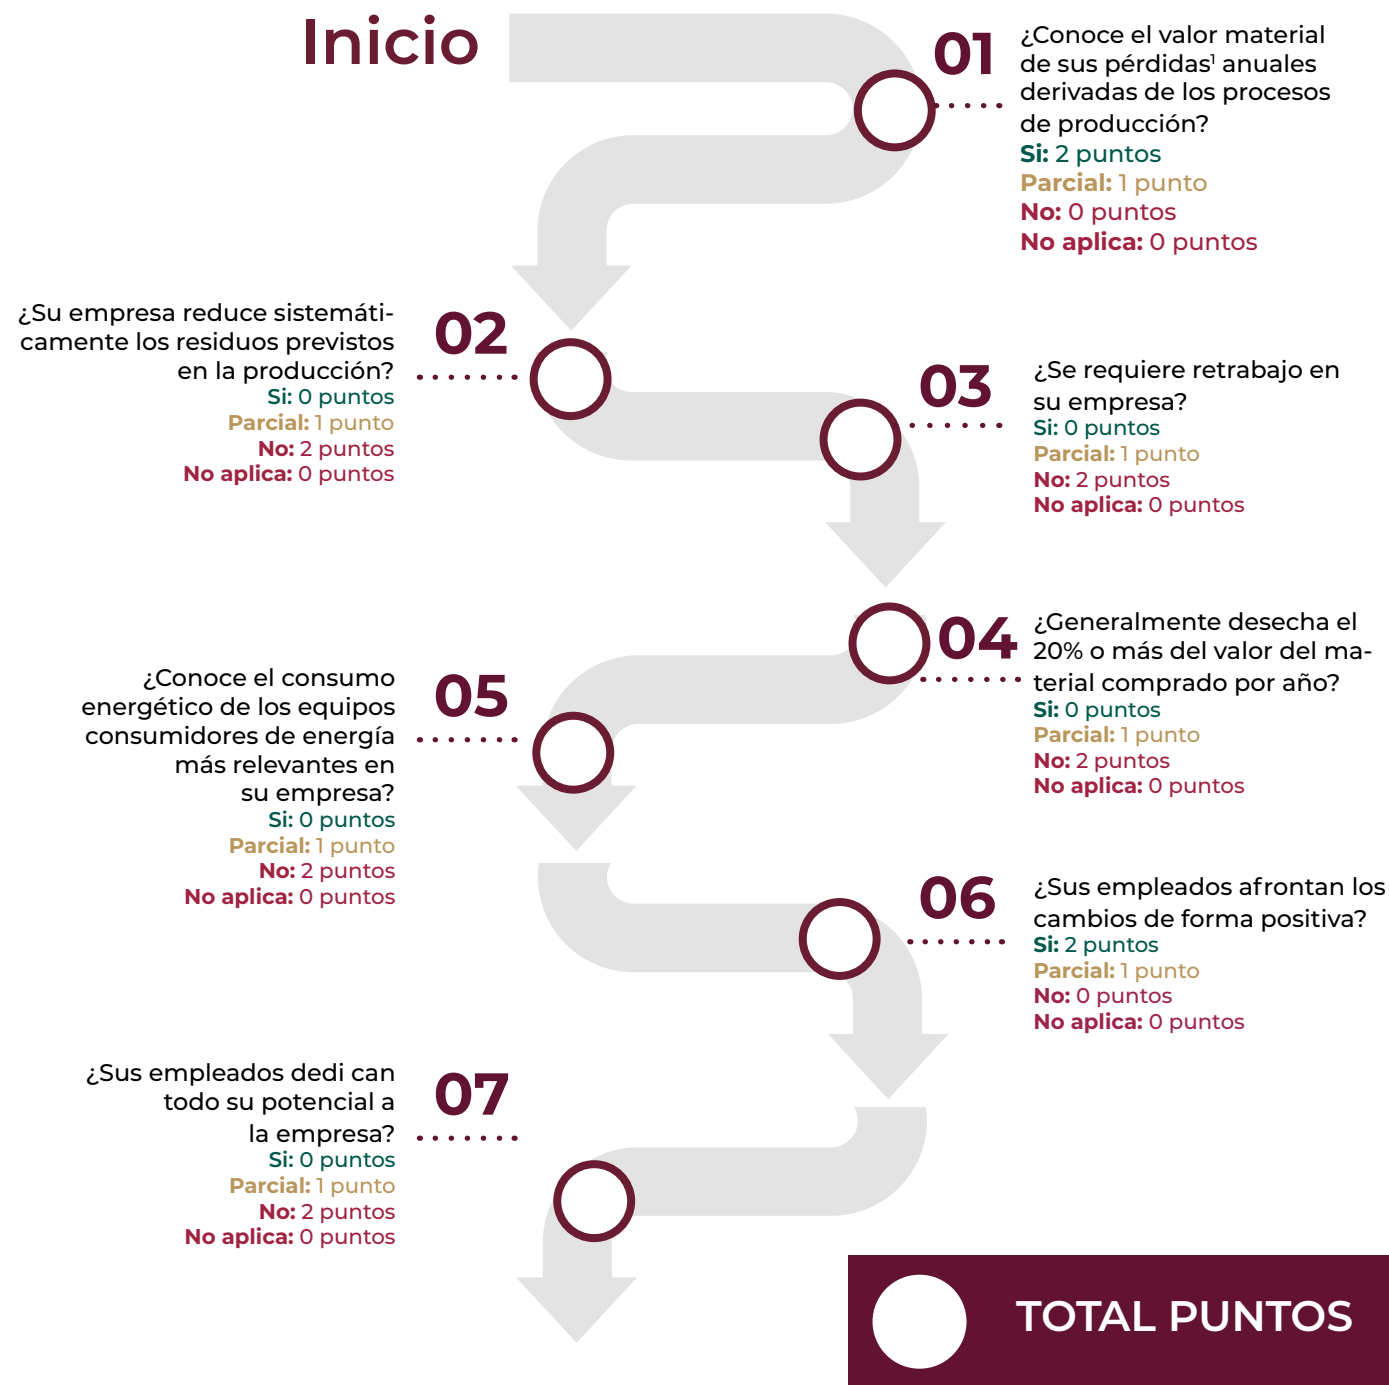 Inicio
01
¿Conoce el valor material
de sus pérdidas¹ anuales
derivadas de los procesos
de producción?
Si: 2 puntos
Parcial: 1 punto
No: 0 puntos
No aplica: 0 puntos
02
¿Su empresa reduce sistemáti-
camente los residuos previstos
en la producción?
Si: 0 puntos
Parcial: 1 punto
No: 2 puntos
No aplica: 0 puntos
03
¿Se requiere retrabajo en
su empresa?
Si: 0 puntos
Parcial: 1 punto
No: 2 puntos
No aplica: 0 puntos
04
¿Generalmente desecha el
20% o más del valor del ma-
terial comprado por año?
Si: 0 puntos
Parcial: 1 punto
No: 2 puntos
No aplica: 0 puntos
05
¿Conoce el consumo
energético de los equipos
consumidores de energía
más relevantes en
su empresa?
Si: 0 puntos
Parcial: 1 punto
No: 2 puntos
No aplica: 0 puntos
06
¿Sus empleados afrontan los
cambios de forma positiva?
Si: 2 puntos
Parcial: 1 punto
No: 0 puntos
No aplica: 0 puntos
07
¿Sus empleados dedi can
todo su potencial a
la empresa?
Si: 0 puntos
Parcial: 1 punto
No: 2 puntos
No aplica: 0 puntos
TOTAL PUNTOS